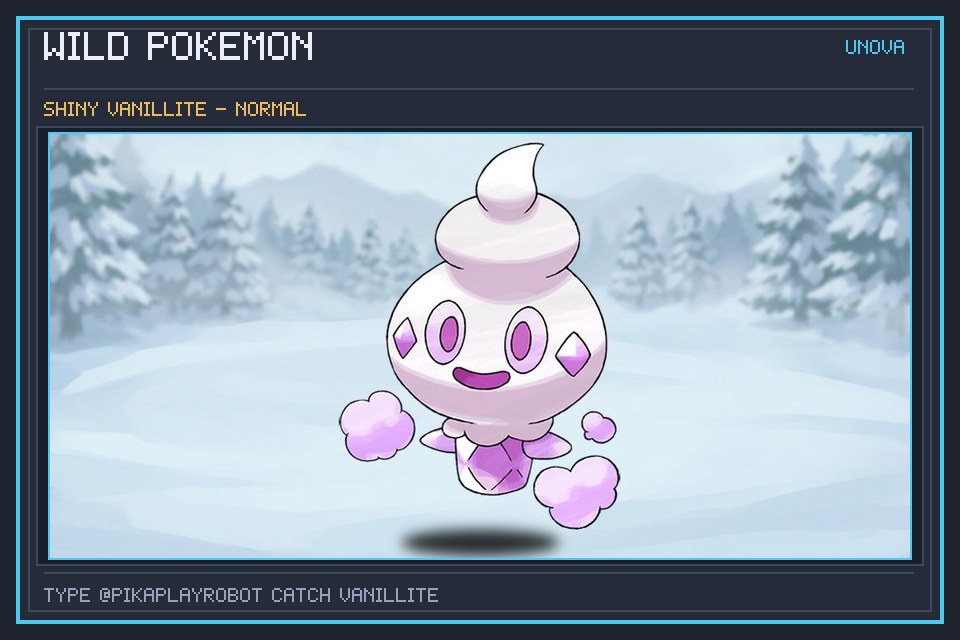 WILD POKEMON
UNOVA
SHINY VANILLITE - NORMAL
TYPE @PIKAPLAYROBOT CATCH VANILLITE